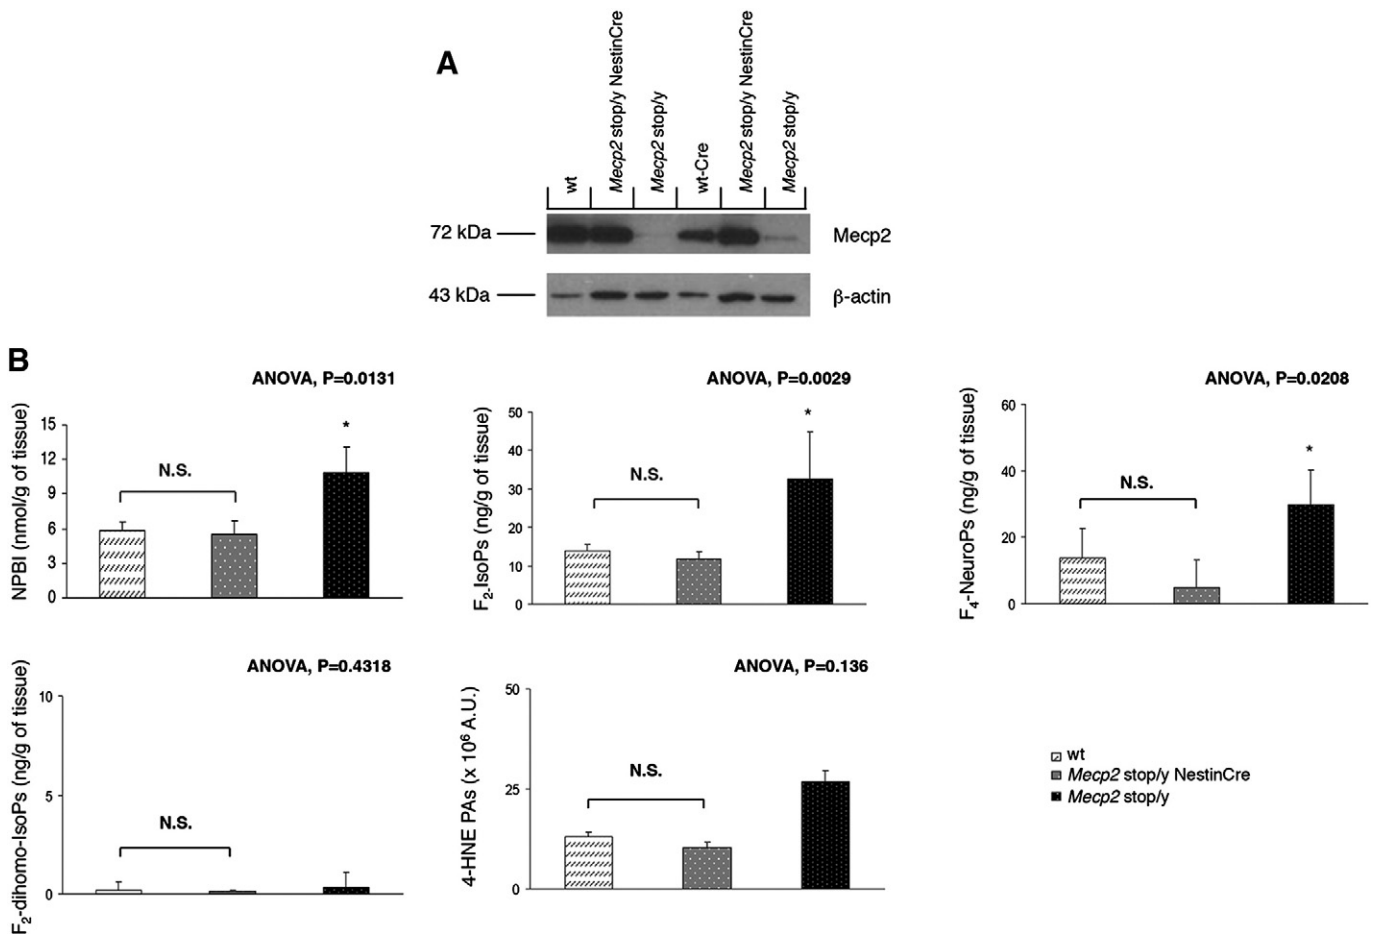 A
wt
Mecp2 stop/y NestinCre
Mecp2 stop/y
wt-Cre
Mecp2 stop/y NestinCre
Mecp2 stop/y
72 kDa
Mecp2
43 kDa
β-actin
B
ANOVA, P=0.0131
NPBI (nmol/g of tissue)
15
12
9
6
3
0
N.S.
*
ANOVA, P=0.0029
F2-IsoPs (ng/g of tissue)
50
40
30
20
10
0
N.S.
*
ANOVA, P=0.0208
F4-NeuroPs (ng/g of tissue)
60
40
20
0
N.S.
*
ANOVA, P=0.4318
F2-dihomo-IsoPs (ng/g of tissue)
10
5
0
N.S.
ANOVA, P=0.136
4-HNE PAs (x 10⁶ A.U.)
50
25
0
N.S.
wt
Mecp2 stop/y NestinCre
Mecp2 stop/y